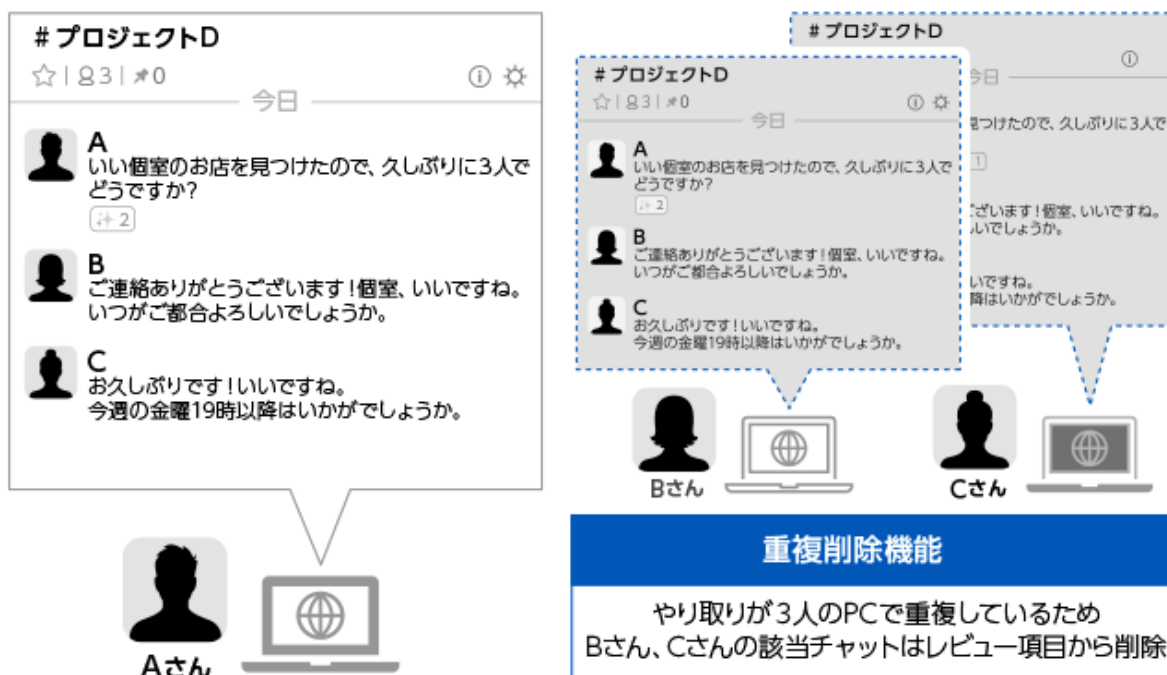 # プロジェクトD
3 0
今日
A
いい個室のお店を見つけたので、久しぶりに3人で
どうですか?
2
B
ご連絡ありがとうございます!個室、いいですね。
いつがご都合よろしいでしょうか。
C
お久しぶりです!いいですね。
今週の金曜19時以降はいかがでしょうか。
Aさん
# プロジェクトD
3 0
今日
A
いい個室のお店を見つけたので、久しぶりに3人で
どうですか?
2
B
ご連絡ありがとうございます!個室、いいですね。
いつがご都合よろしいでしょうか。
C
お久しぶりです!いいですね。
今週の金曜19時以降はいかがでしょうか。
Bさん
# プロジェクトD
今日
見つけたので、久しぶりに3人で
1
ございます!個室、いいですね。
いでしょうか。
いですね。
降はいかがでしょうか。
Cさん
重複削除機能
やり取りが3人のPCで重複しているため
Bさん、Cさんの該当チャットはレビュー項目から削除